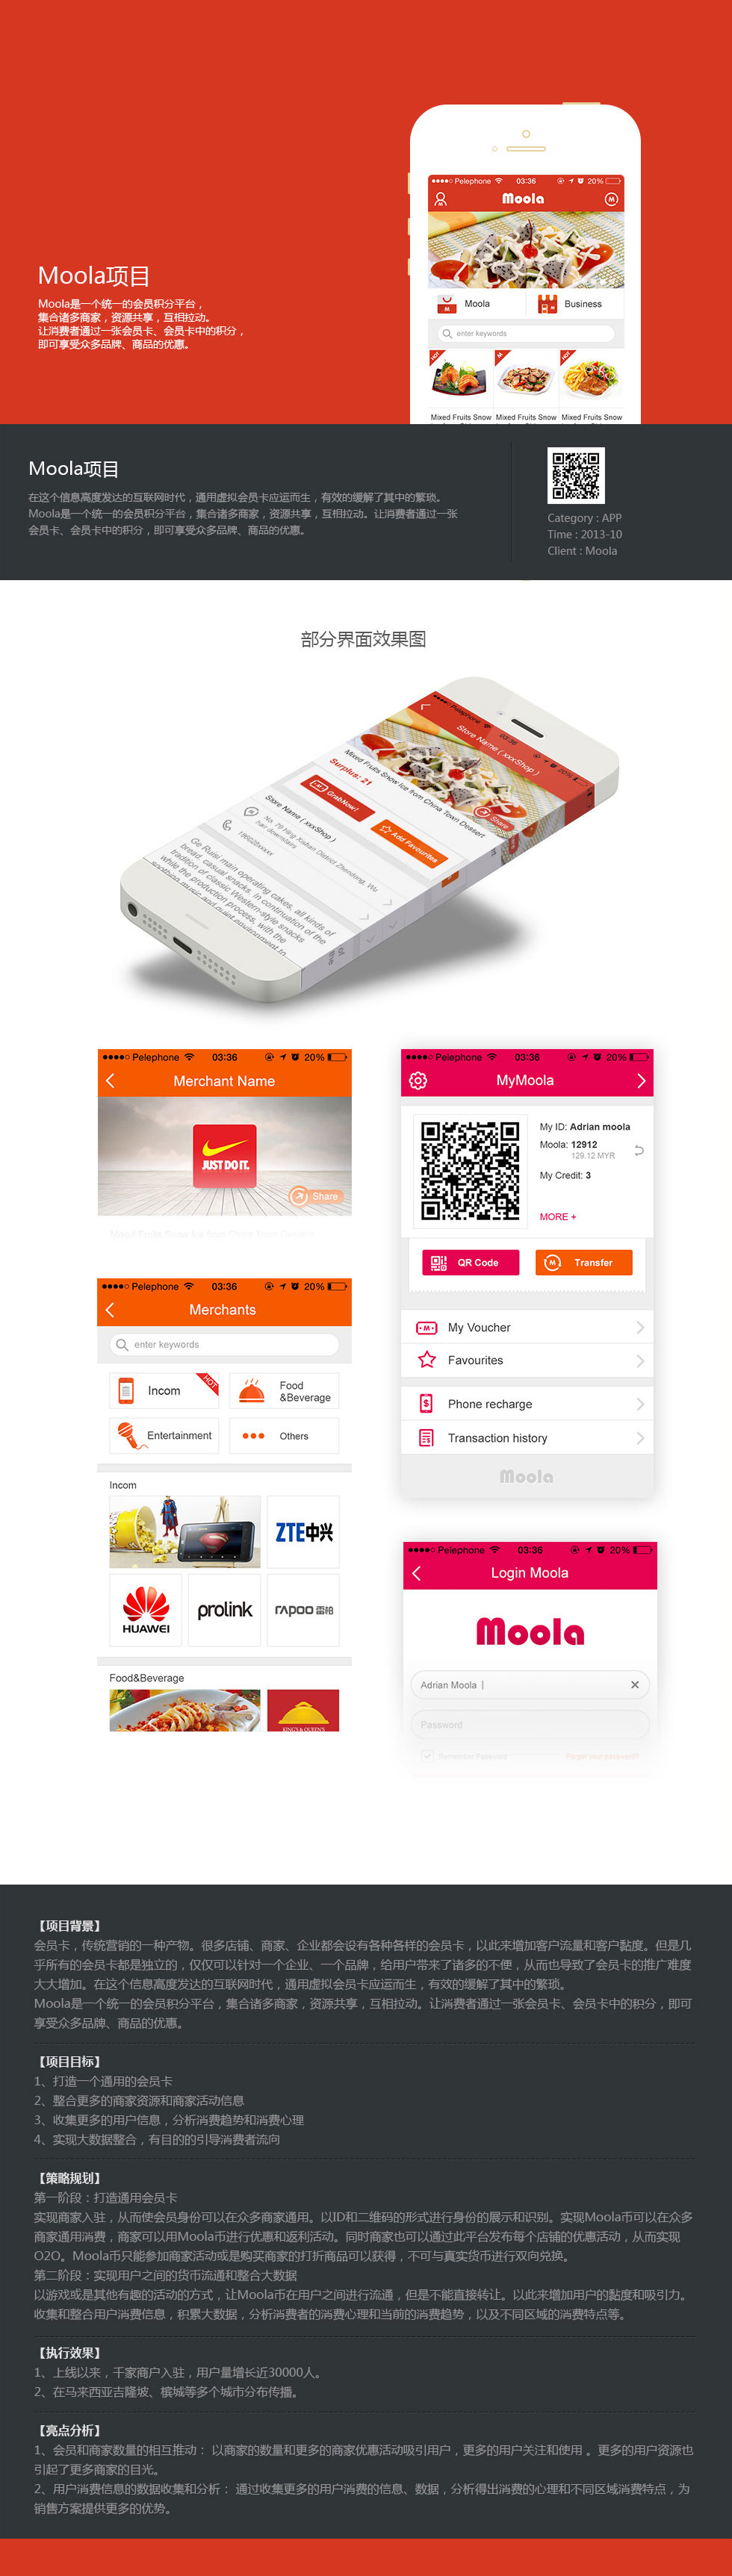 Pelephone 03:36 20%
Moola
Moola Business
enter keywords
HOT M HOT
Mixed Fruits Snow Mixed Fruits Snow Mixed Fruits Snow
Moola项目
Moola是一个统一的会员积分平台，
集合诸多商家，资源共享，互相拉动。
让消费者通过一张会员卡、会员卡中的积分，
即可享受众多品牌、商品的优惠。
Moola项目
在这个信息高度发达的互联网时代，通用虚拟会员卡应运而生，有效的缓解了其中的繁琐。
Moola是一个统一的会员积分平台，集合诸多商家，资源共享，互相拉动。让消费者通过一张
会员卡、会员卡中的积分，即可享受众多品牌、商品的优惠。
Category : APP
Time : 2013-10
Client : Moola
部分界面效果图
Pelephone 03:36 20%
Store Name ( xxxShop )
Share
Mixed Fruits Snow Ice from China Town Dessert
Surplus: 21
GrabNow!
Add Favourites
Store Name ( xxxShop )
No. 79 Hing Xishan District Zhendong, Wu
han downstairs
186025xxxxx
Ge Ruisi main operating cakes, all kinds of
bread, casual snacks. In continuation of the
tradition of classic Western-style snacks
while the production process, with the
soothing music and quiet environment in
Pelephone 03:36 20%
Merchant Name
JUST DO IT.
Share
Mixed Fruits Snow Ice from China Town Dessert
Pelephone 03:36 20%
Merchants
enter keywords
Incom HOT
Food
&Beverage
Entertainment
Others
Incom
ZTE中兴
HUAWEI
prolink
rapoo 雷柏
Food&Beverage
KING'S & QUEEN'S
Pelephone 03:36 20%
MyMoola
My ID: Adrian moola
Moola: 12912
129.12 MYR
My Credit: 3
MORE +
QR Code
Transfer
My Voucher
Favourites
Phone recharge
Transaction history
Moola
Pelephone 03:36 20%
Login Moola
Moola
Adrian Moola
Password
Remember Password
Forgot your password?
【项目背景】
会员卡，传统营销的一种产物。很多店铺、商家、企业都会设有各种各样的会员卡，以此来增加客户流量和客户黏度。但是几
乎所有的会员卡都是独立的，仅仅可以针对一个企业、一个品牌，给用户带来了诸多的不便，从而也导致了会员卡的推广难度
大大增加。在这个信息高度发达的互联网时代，通用虚拟会员卡应运而生，有效的缓解了其中的繁琐。
Moola是一个统一的会员积分平台，集合诸多商家，资源共享，互相拉动。让消费者通过一张会员卡、会员卡中的积分，即可
享受众多品牌、商品的优惠。
【项目目标】
1、打造一个通用的会员卡
2、整合更多的商家资源和商家活动信息
3、收集更多的用户信息，分析消费趋势和消费心理
4、实现大数据整合，有目的的引导消费者流向
【策略规划】
第一阶段：打造通用会员卡
实现商家入驻，从而使会员身份可以在众多商家通用。以ID和二维码的形式进行身份的展示和识别。实现Moola币可以在众多
商家通用消费，商家可以用Moola币进行优惠和返利活动。同时商家也可以通过此平台发布每个店铺的优惠活动，从而实现
O2O。Moola币只能参加商家活动或是购买商家的打折商品可以获得，不可与真实货币进行双向兑换。
第二阶段：实现用户之间的货币流通和整合大数据
以游戏或是其他有趣的活动的方式，让Moola币在用户之间进行流通，但是不能直接转让。以此来增加用户的黏度和吸引力。
收集和整合用户消费信息，积累大数据，分析消费者的消费心理和当前的消费趋势，以及不同区域的消费特点等。
【执行效果】
1、上线以来，千家商户入驻，用户量增长近30000人。
2、在马来西亚吉隆坡、槟城等多个城市分布传播。
【亮点分析】
1、会员和商家数量的相互推动： 以商家的数量和更多的商家优惠活动吸引用户，更多的用户关注和使用 。更多的用户资源也
引起了更多商家的目光。
2、用户消费信息的数据收集和分析： 通过收集更多的用户消费的信息、数据，分析得出消费的心理和不同区域消费特点，为
销售方案提供更多的优势。